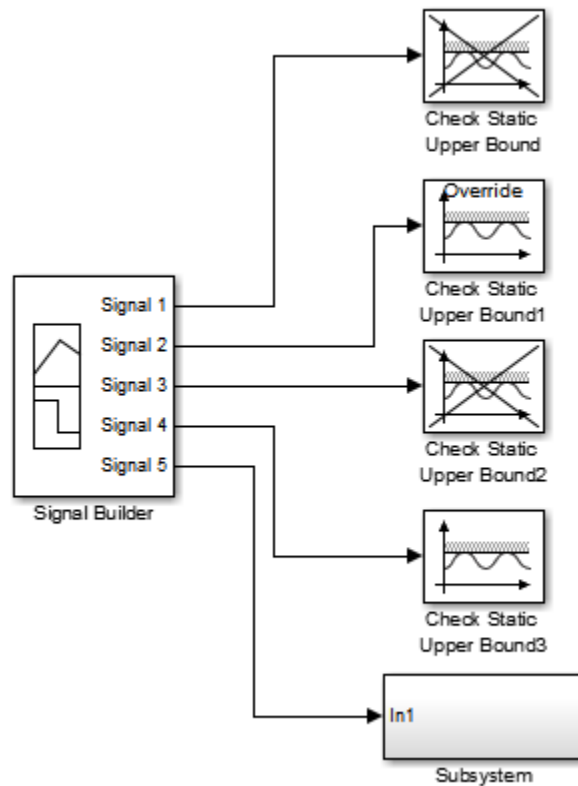 Check Static
Upper Bound
Override
Check Static
Upper Bound1
Signal 1
Signal 2
Signal 3
Signal 4
Signal 5
Signal Builder
Check Static
Upper Bound2
Check Static
Upper Bound3
In1
Subsystem